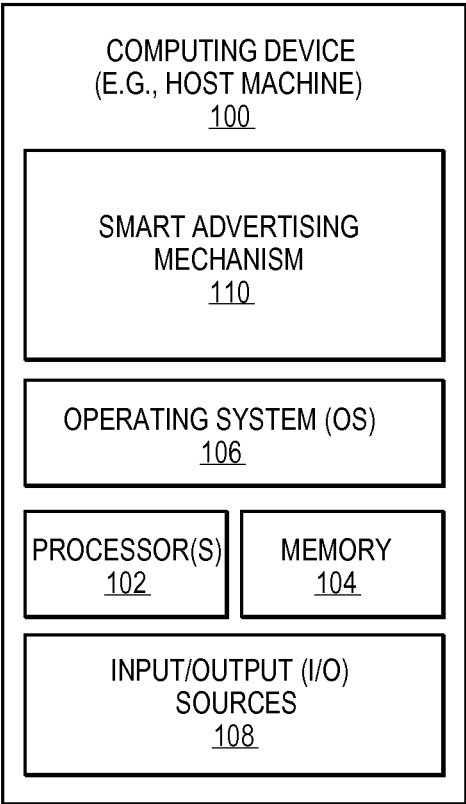 COMPUTING DEVICE
(E.G., HOST MACHINE)
100
SMART ADVERTISING
MECHANISM
110
OPERATING SYSTEM (OS)
106
PROCESSOR(S)
102
MEMORY
104
INPUT/OUTPUT (I/O)
SOURCES
108